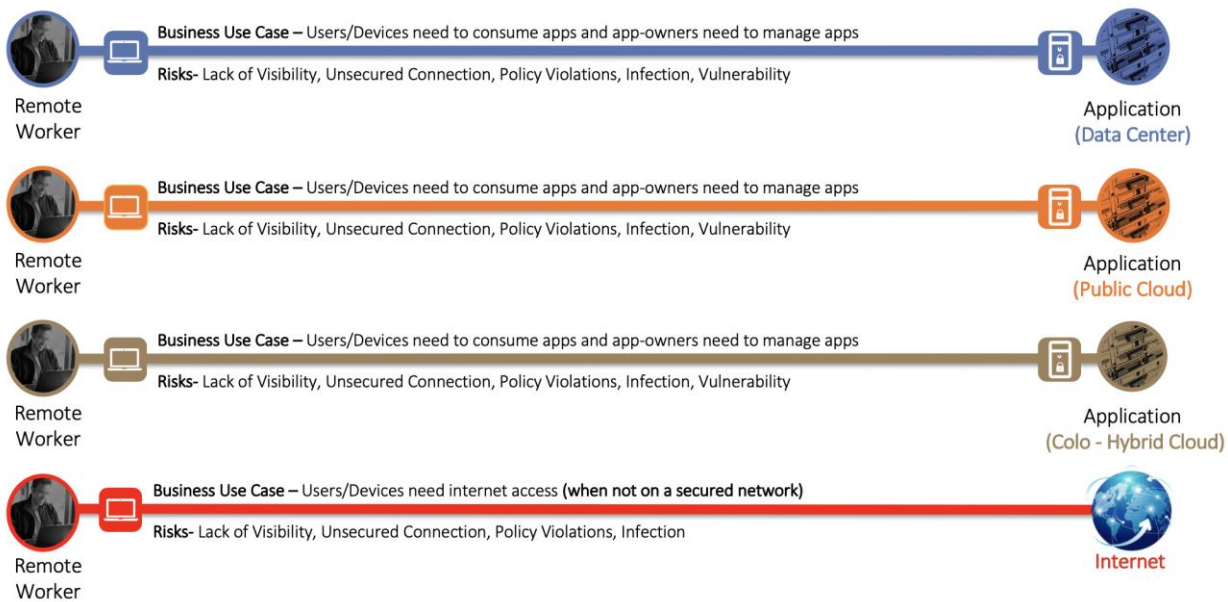 Business Use Case – Users/Devices need to consume apps and app-owners need to manage apps
Risks- Lack of Visibility, Unsecured Connection, Policy Violations, Infection, Vulnerability
Remote
Worker
Application
(Data Center)
Business Use Case – Users/Devices need to consume apps and app-owners need to manage apps
Risks- Lack of Visibility, Unsecured Connection, Policy Violations, Infection, Vulnerability
Remote
Worker
Application
(Public Cloud)
Business Use Case – Users/Devices need to consume apps and app-owners need to manage apps
Risks- Lack of Visibility, Unsecured Connection, Policy Violations, Infection, Vulnerability
Remote
Worker
Application
(Colo - Hybrid Cloud)
Business Use Case – Users/Devices need internet access (when not on a secured network)
Risks- Lack of Visibility, Unsecured Connection, Policy Violations, Infection
Remote
Worker
Internet